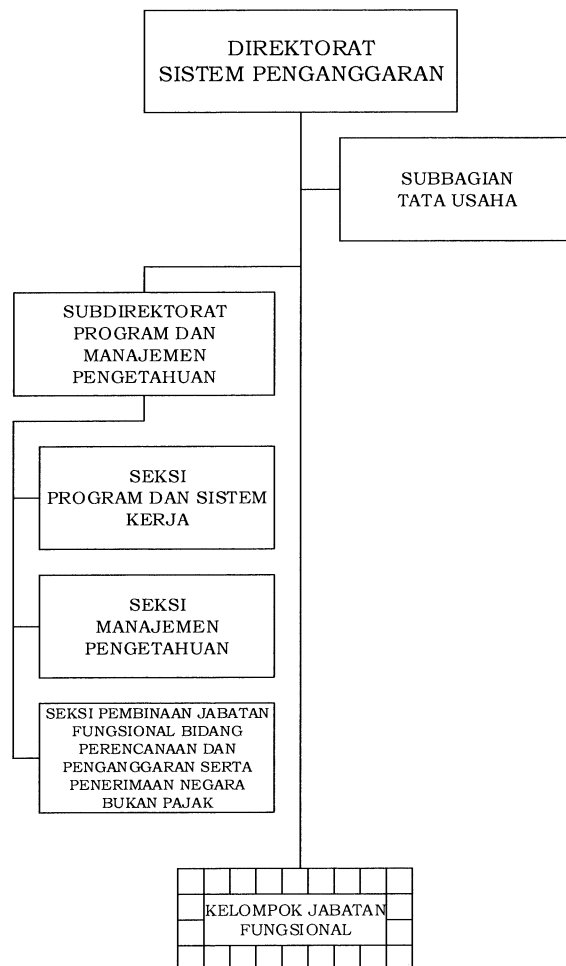 DIREKTORAT
SISTEM PENGANGGARAN
SUBBAGIAN
TATA USAHA
SUBDIREKTORAT
PROGRAM DAN
MANAJEMEN
PENGETAHUAN
SEKSI
PROGRAM DAN SISTEM
KERJA
SEKSI
MANAJEMEN
PENGETAHUAN
SEKSI PEMBINAAN JABATAN
FUNGSIONAL BIDANG
PERENCANAAN DAN
PENGANGGARAN SERTA
PENERIMAAN NEGARA
BUKAN PAJAK
KELOMPOK JABATAN
FUNGSIONAL